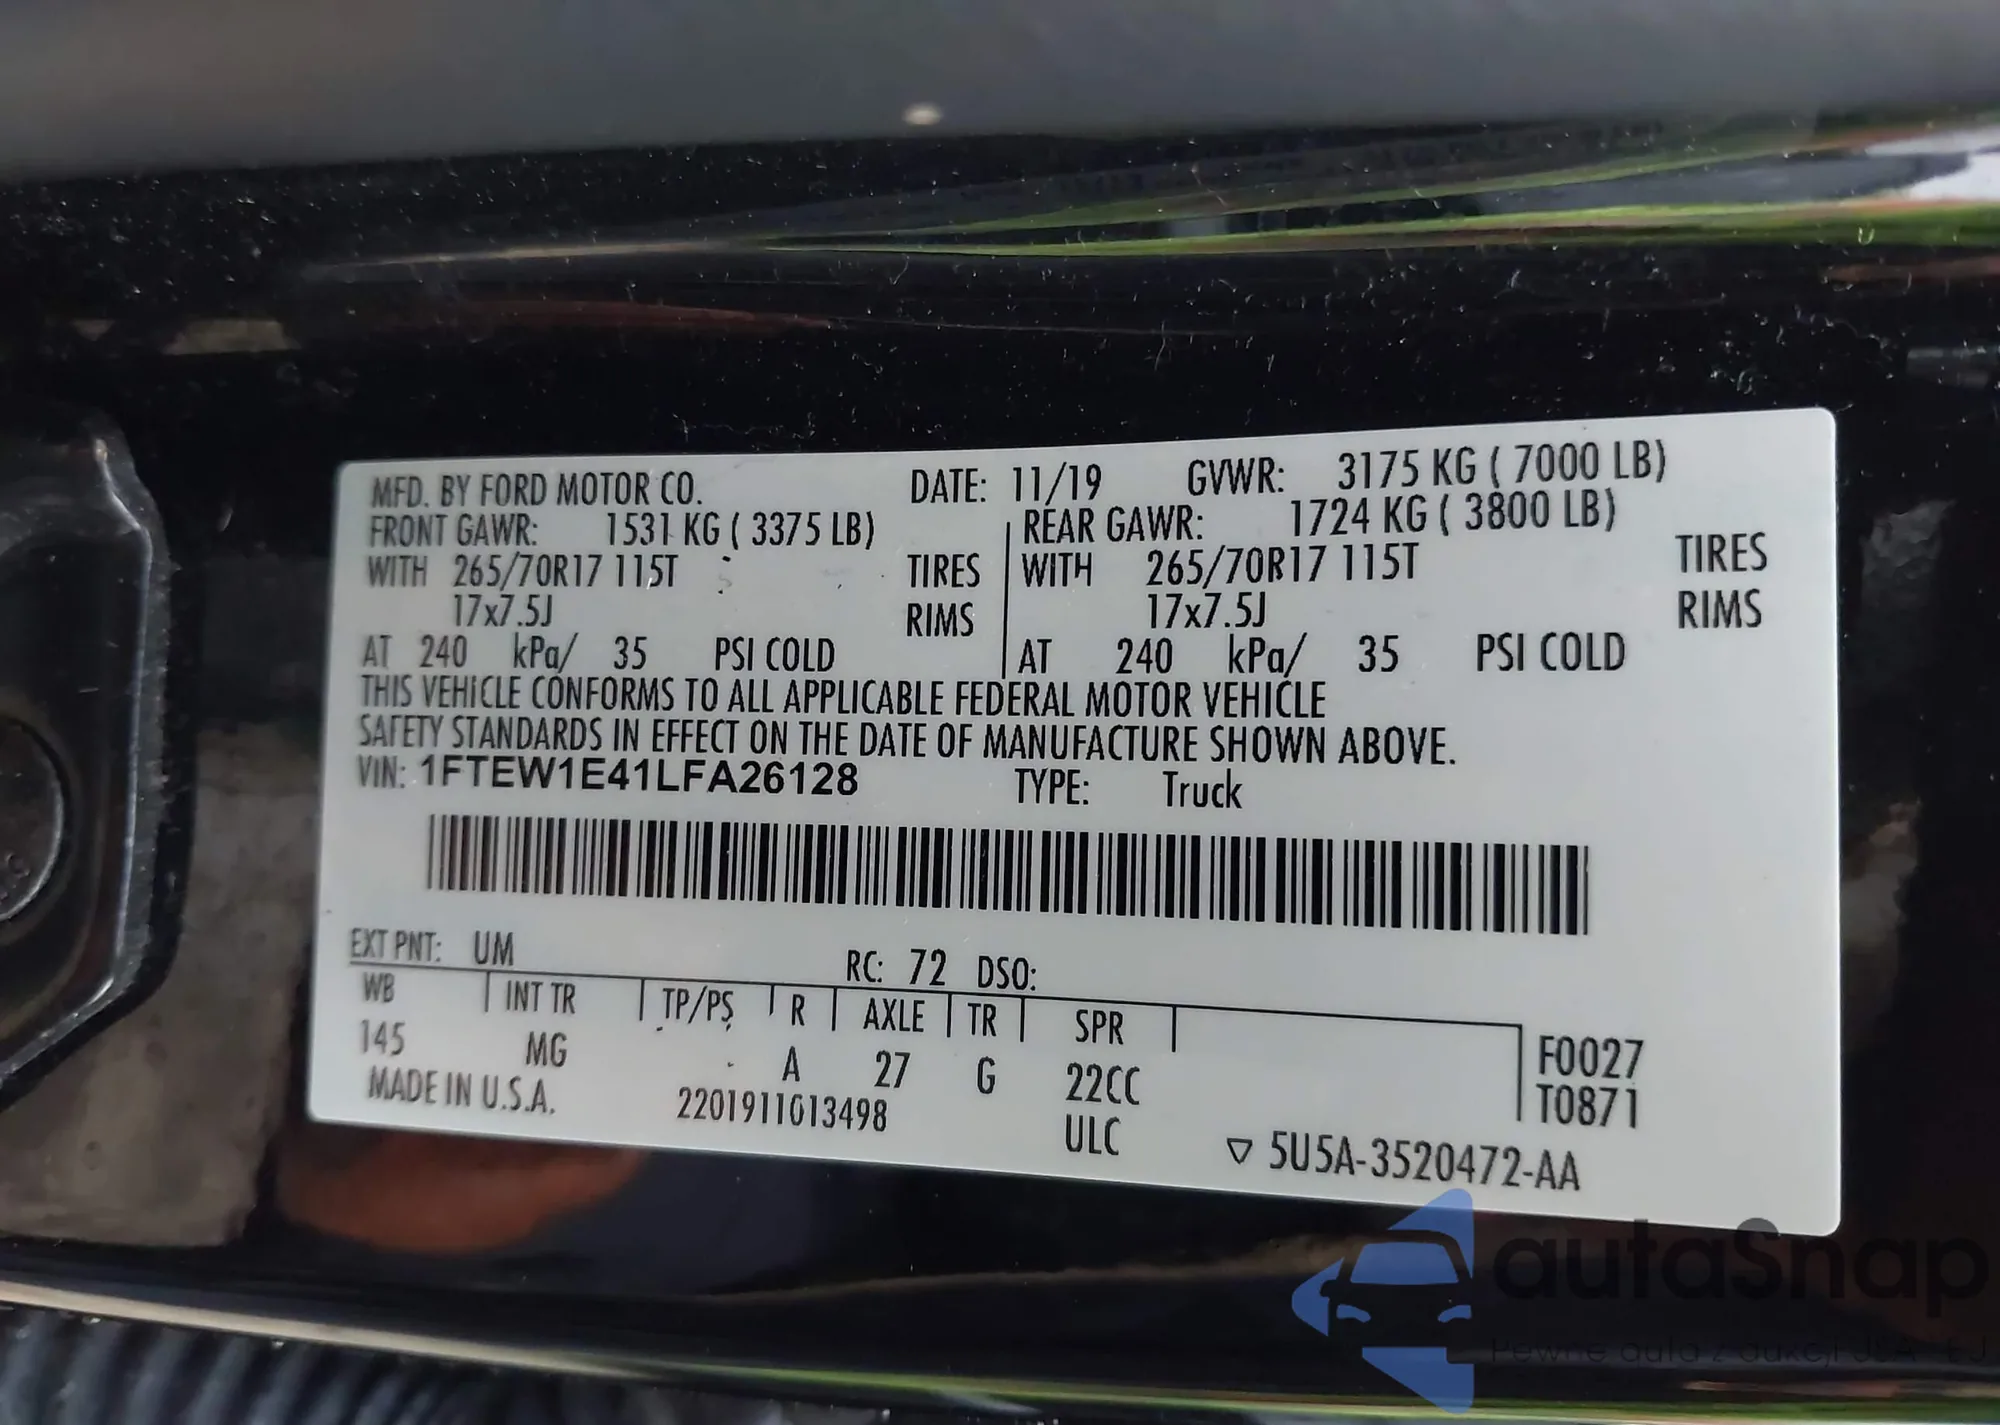 MFD. BY FORD MOTOR CO. DATE: 11/19 GVWR: 3175 KG ( 7000 LB)
FRONT GAWR: 1531 KG ( 3375 LB) REAR GAWR: 1724 KG ( 3800 LB)
WITH 265/70R17 115T TIRES WITH 265/70R17 115T TIRES
17x7.5J RIMS 17x7.5J RIMS
AT 240 kPa/ 35 PSI COLD AT 240 kPa/ 35 PSI COLD
THIS VEHICLE CONFORMS TO ALL APPLICABLE FEDERAL MOTOR VEHICLE
SAFETY STANDARDS IN EFFECT ON THE DATE OF MANUFACTURE SHOWN ABOVE.
VIN: 1FTEW1E41LFA26128 TYPE: Truck
EXT PNT: UM RC: 72 DSO:
WB INT TR TP/PS R AXLE TR SPR
145 MG A 27 G 22CC F0027
MADE IN U.S.A. 2201911013498 ULC T0871
▽ 5U5A-3520472-AA
autoSnap
Pewne auta z aukcji